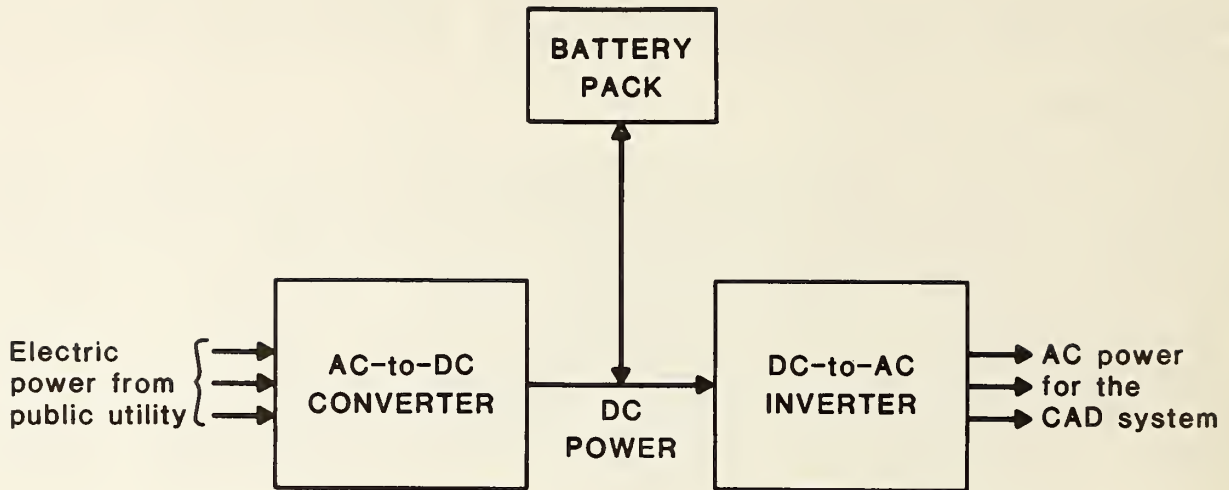 BATTERY
PACK
Electric
power from
public utility
AC-to-DC
CONVERTER
DC
POWER
DC-to-AC
INVERTER
AC power
for the
CAD system